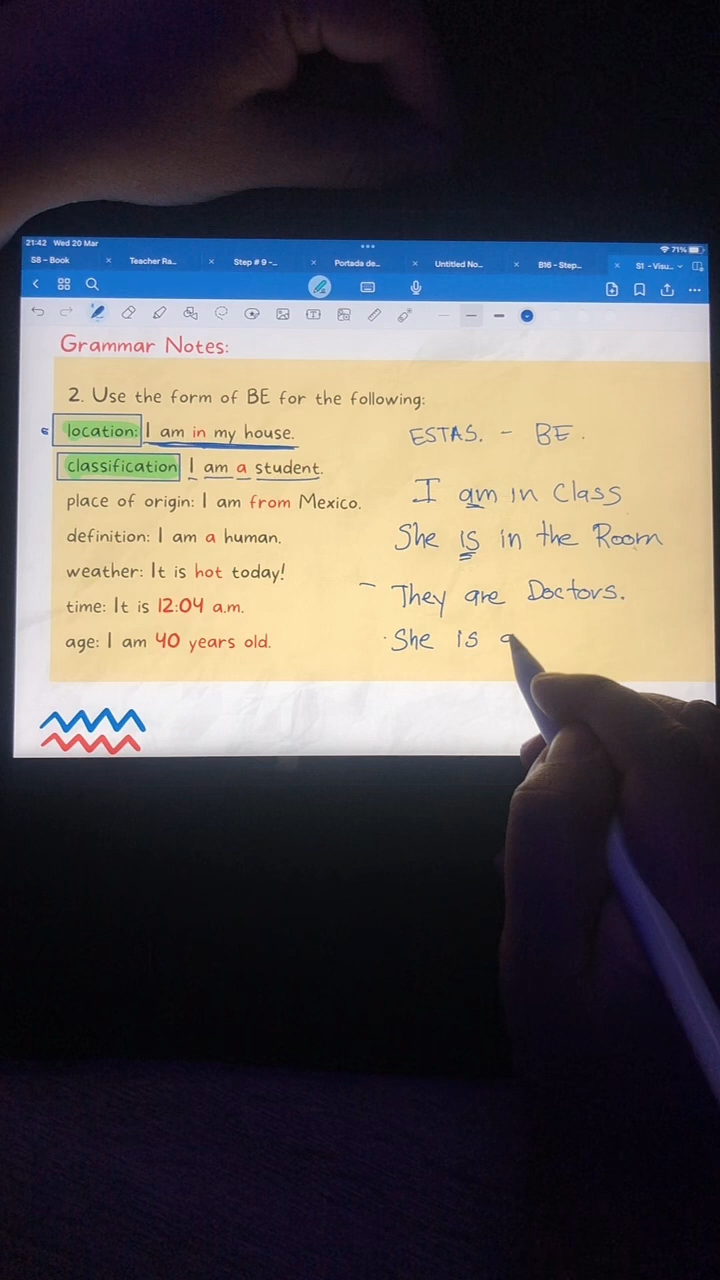 21:42 Wed 20 Mar
71%
S8 - Book
Teacher Ra...
Step # 9 -...
Portada de...
Untitled No...
B16 - Step...
S1 - Visu...
Grammar Notes:
2. Use the form of BE for the following:
location: I am in my house.
classification I am a student.
place of origin: I am from Mexico.
definition: I am a human.
weather: It is hot today!
time: It is 12:04 a.m.
age: I am 40 years old.
ESTAS. - BE.
I am in Class
She is in the Room
They are Doctors.
She is a